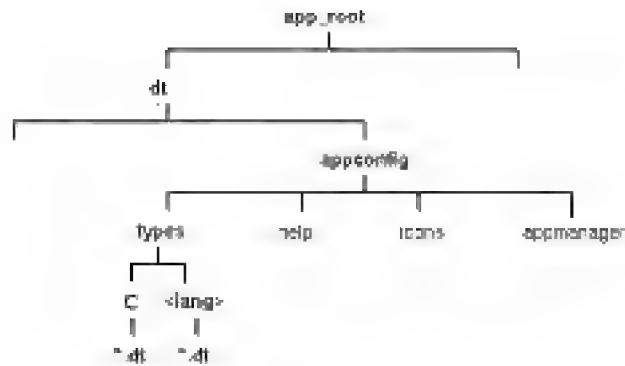 app_root
dt
appconfig
types help icons appmanager
C <lang>
*.dt *.dt